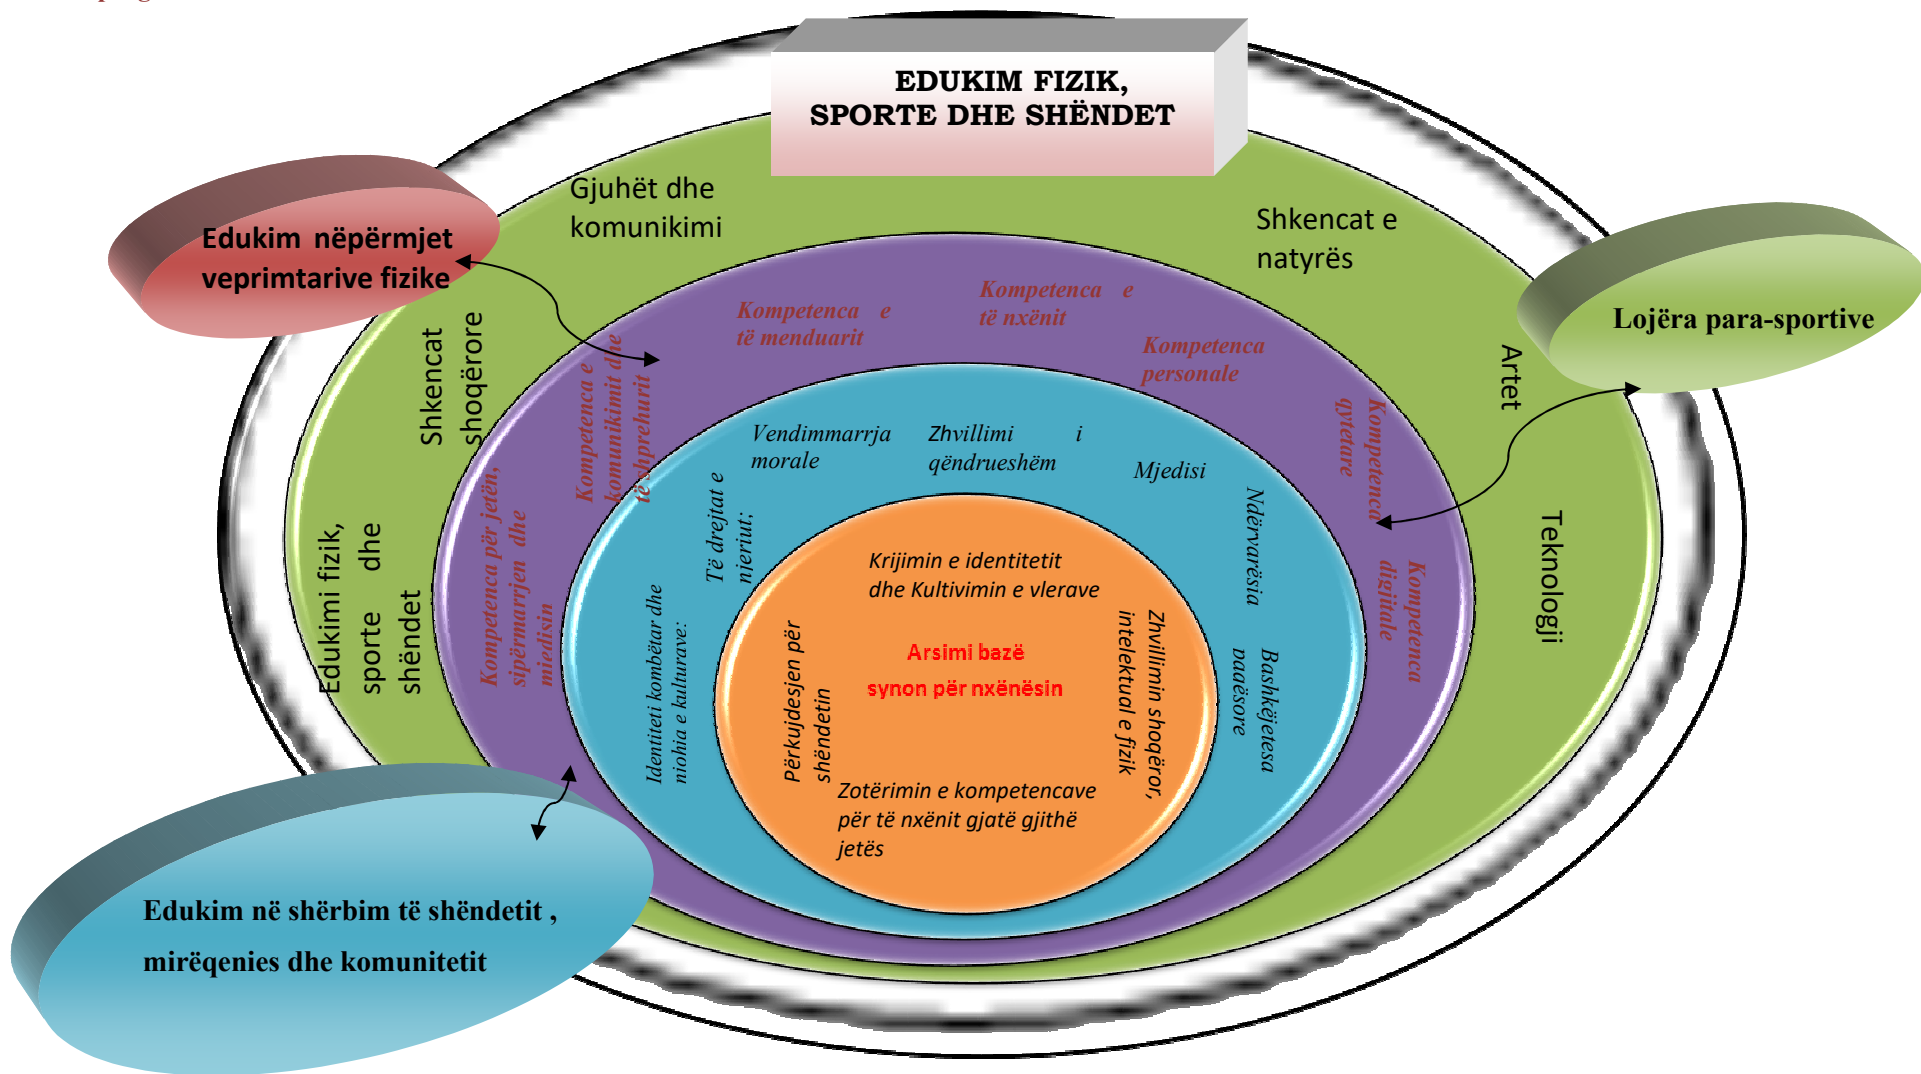 EDUKIM FIZIK,
SPORTE DHE SHËNDET
Gjuhët dhe
komunikimi
Shkencat e
natyrës
Edukim nëpërmjet
veprimtarive fizike
Lojëra para-sportive
Shkencat
shoqërore
Artet
Edukimi fizik,
sporte dhe
shëndet
Teknologji
Kompetenca e
të menduarit
Kompetenca e
të nxënit
Kompetenca
personale
Kompetenca e
komunikimit dhe
të shprehurit
Kompetenca
qytetare
Kompetenca për jetën,
sipërmarrjen dhe
mjedisin
Kompetenca
digjitale
Vendimmarrja
morale
Zhvillimi i
qëndrueshëm
Mjedisi
Të drejtat e
njeriut;
Ndërvarësia
Identiteti kombëtar dhe
njohja e kulturave:
Bashkëjetesa
paqësore
Krijimin e identitetit
dhe Kultivimin e vlerave
Arsimi bazë
synon për nxënësin
Përkujdesjen për
shëndetin
Zhvillimin shoqëror,
intelektual e fizik
Zotërimin e kompetencave
për të nxënit gjatë gjithë
jetës
Edukim në shërbim të shëndetit ,
mirëqenies dhe komunitetit